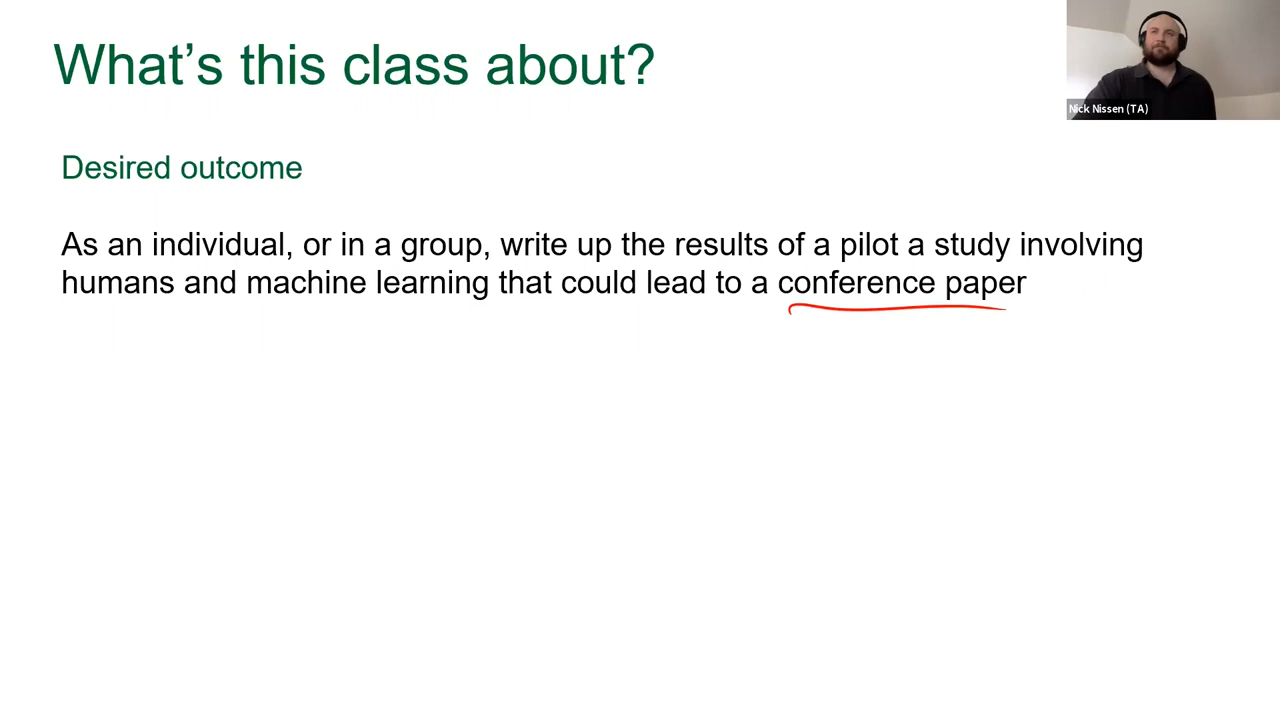 What’s this class about?
Nick Nissen (TA)
Desired outcome
As an individual, or in a group, write up the results of a pilot a study involving
humans and machine learning that could lead to a conference paper